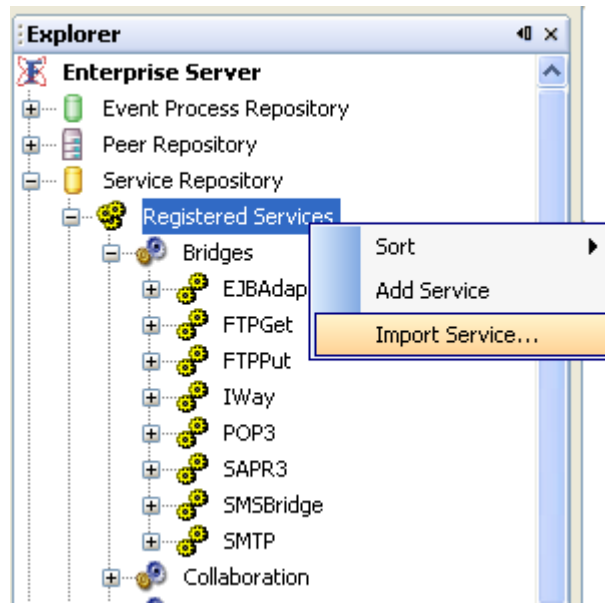 Explorer
Enterprise Server
Event Process Repository
Peer Repository
Service Repository
Registered Services
Bridges
Sort
EJBAdap
Add Service
FTPGet
Import Service...
FTPPut
IWay
POP3
SAPR3
SMSBridge
SMTP
Collaboration